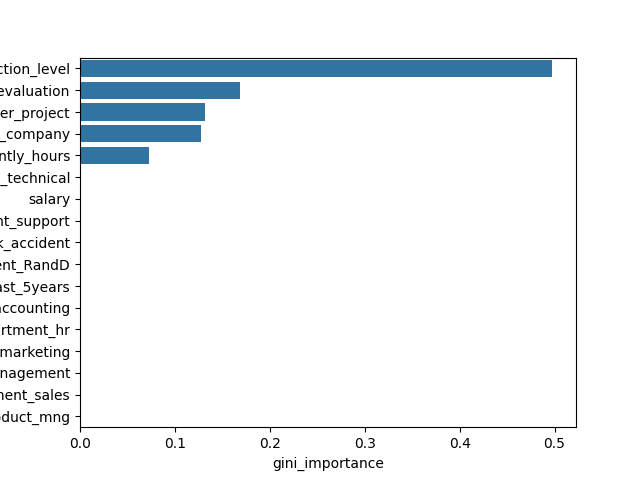 ction_level
evaluation
er_project
_company
ntly_hours
_technical
salary
nt_support
k_accident
ent_RandD
ast_5years
accounting
rtment_hr
marketing
nagement
ment_sales
oduct_mng
0.0 0.1 0.2 0.3 0.4 0.5
gini_importance